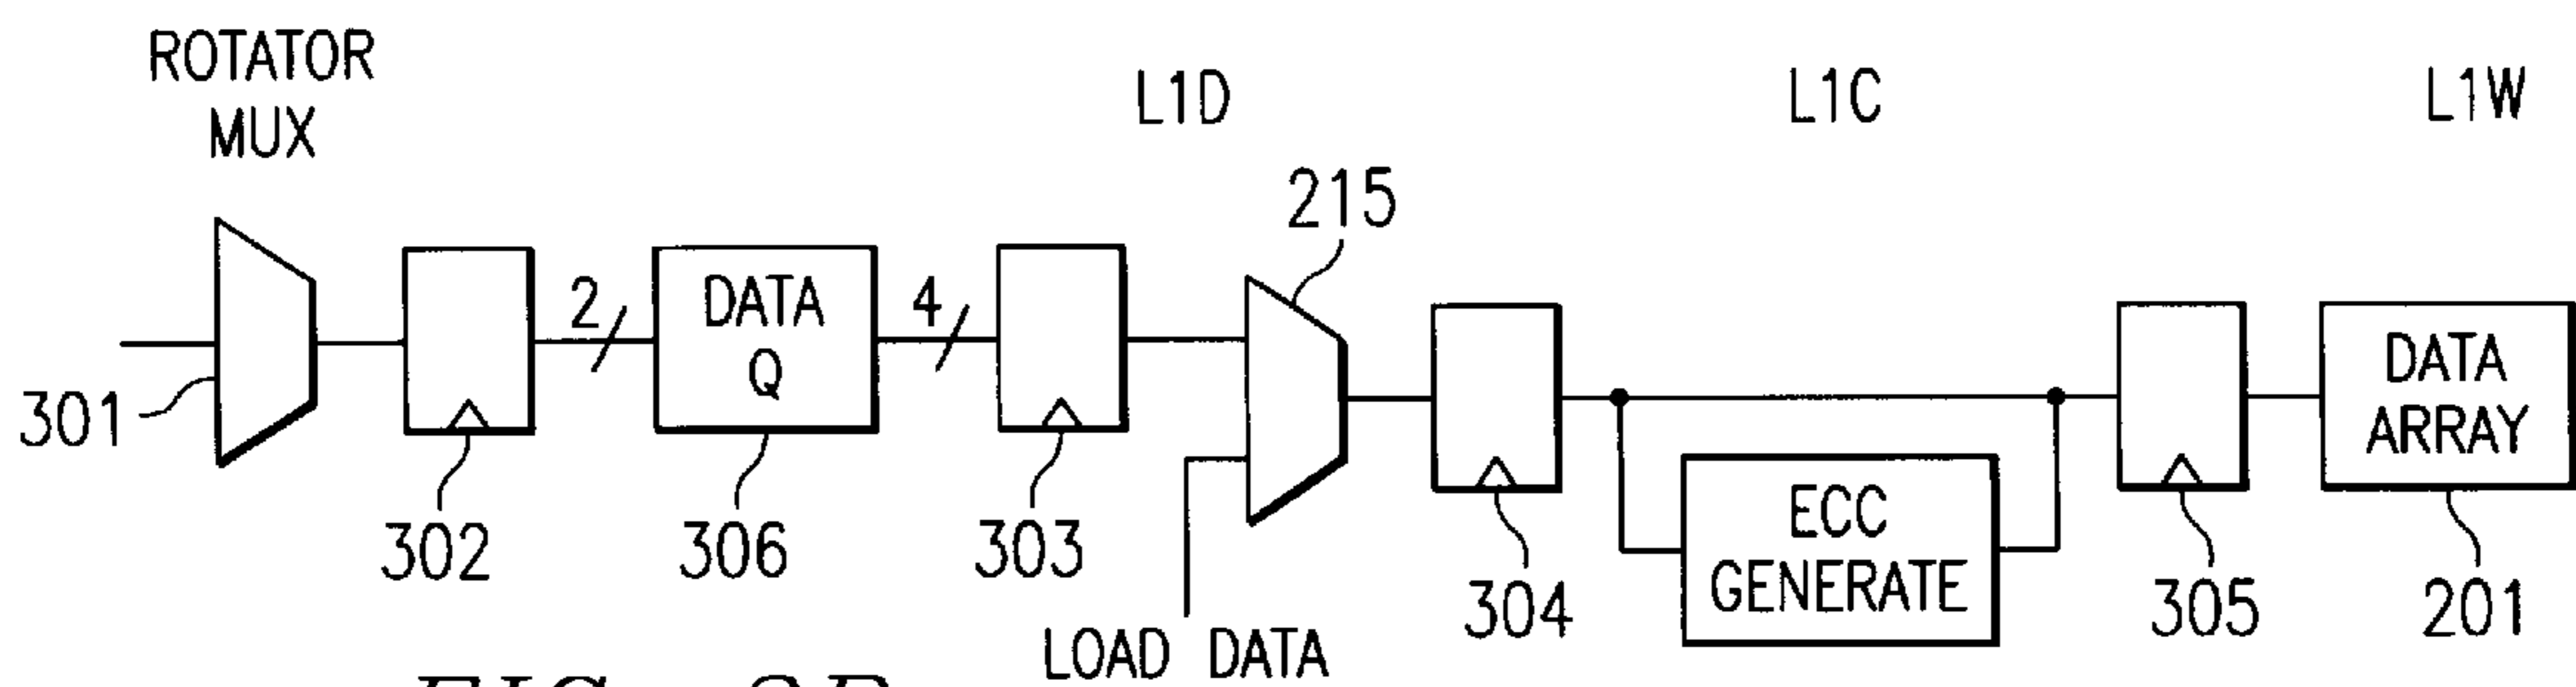 ROTATOR
MUX
L1D
L1C
L1W
215
2
DATA
Q
4
DATA
ARRAY
301
302
306
303
304
ECC
GENERATE
305
201
LOAD DATA